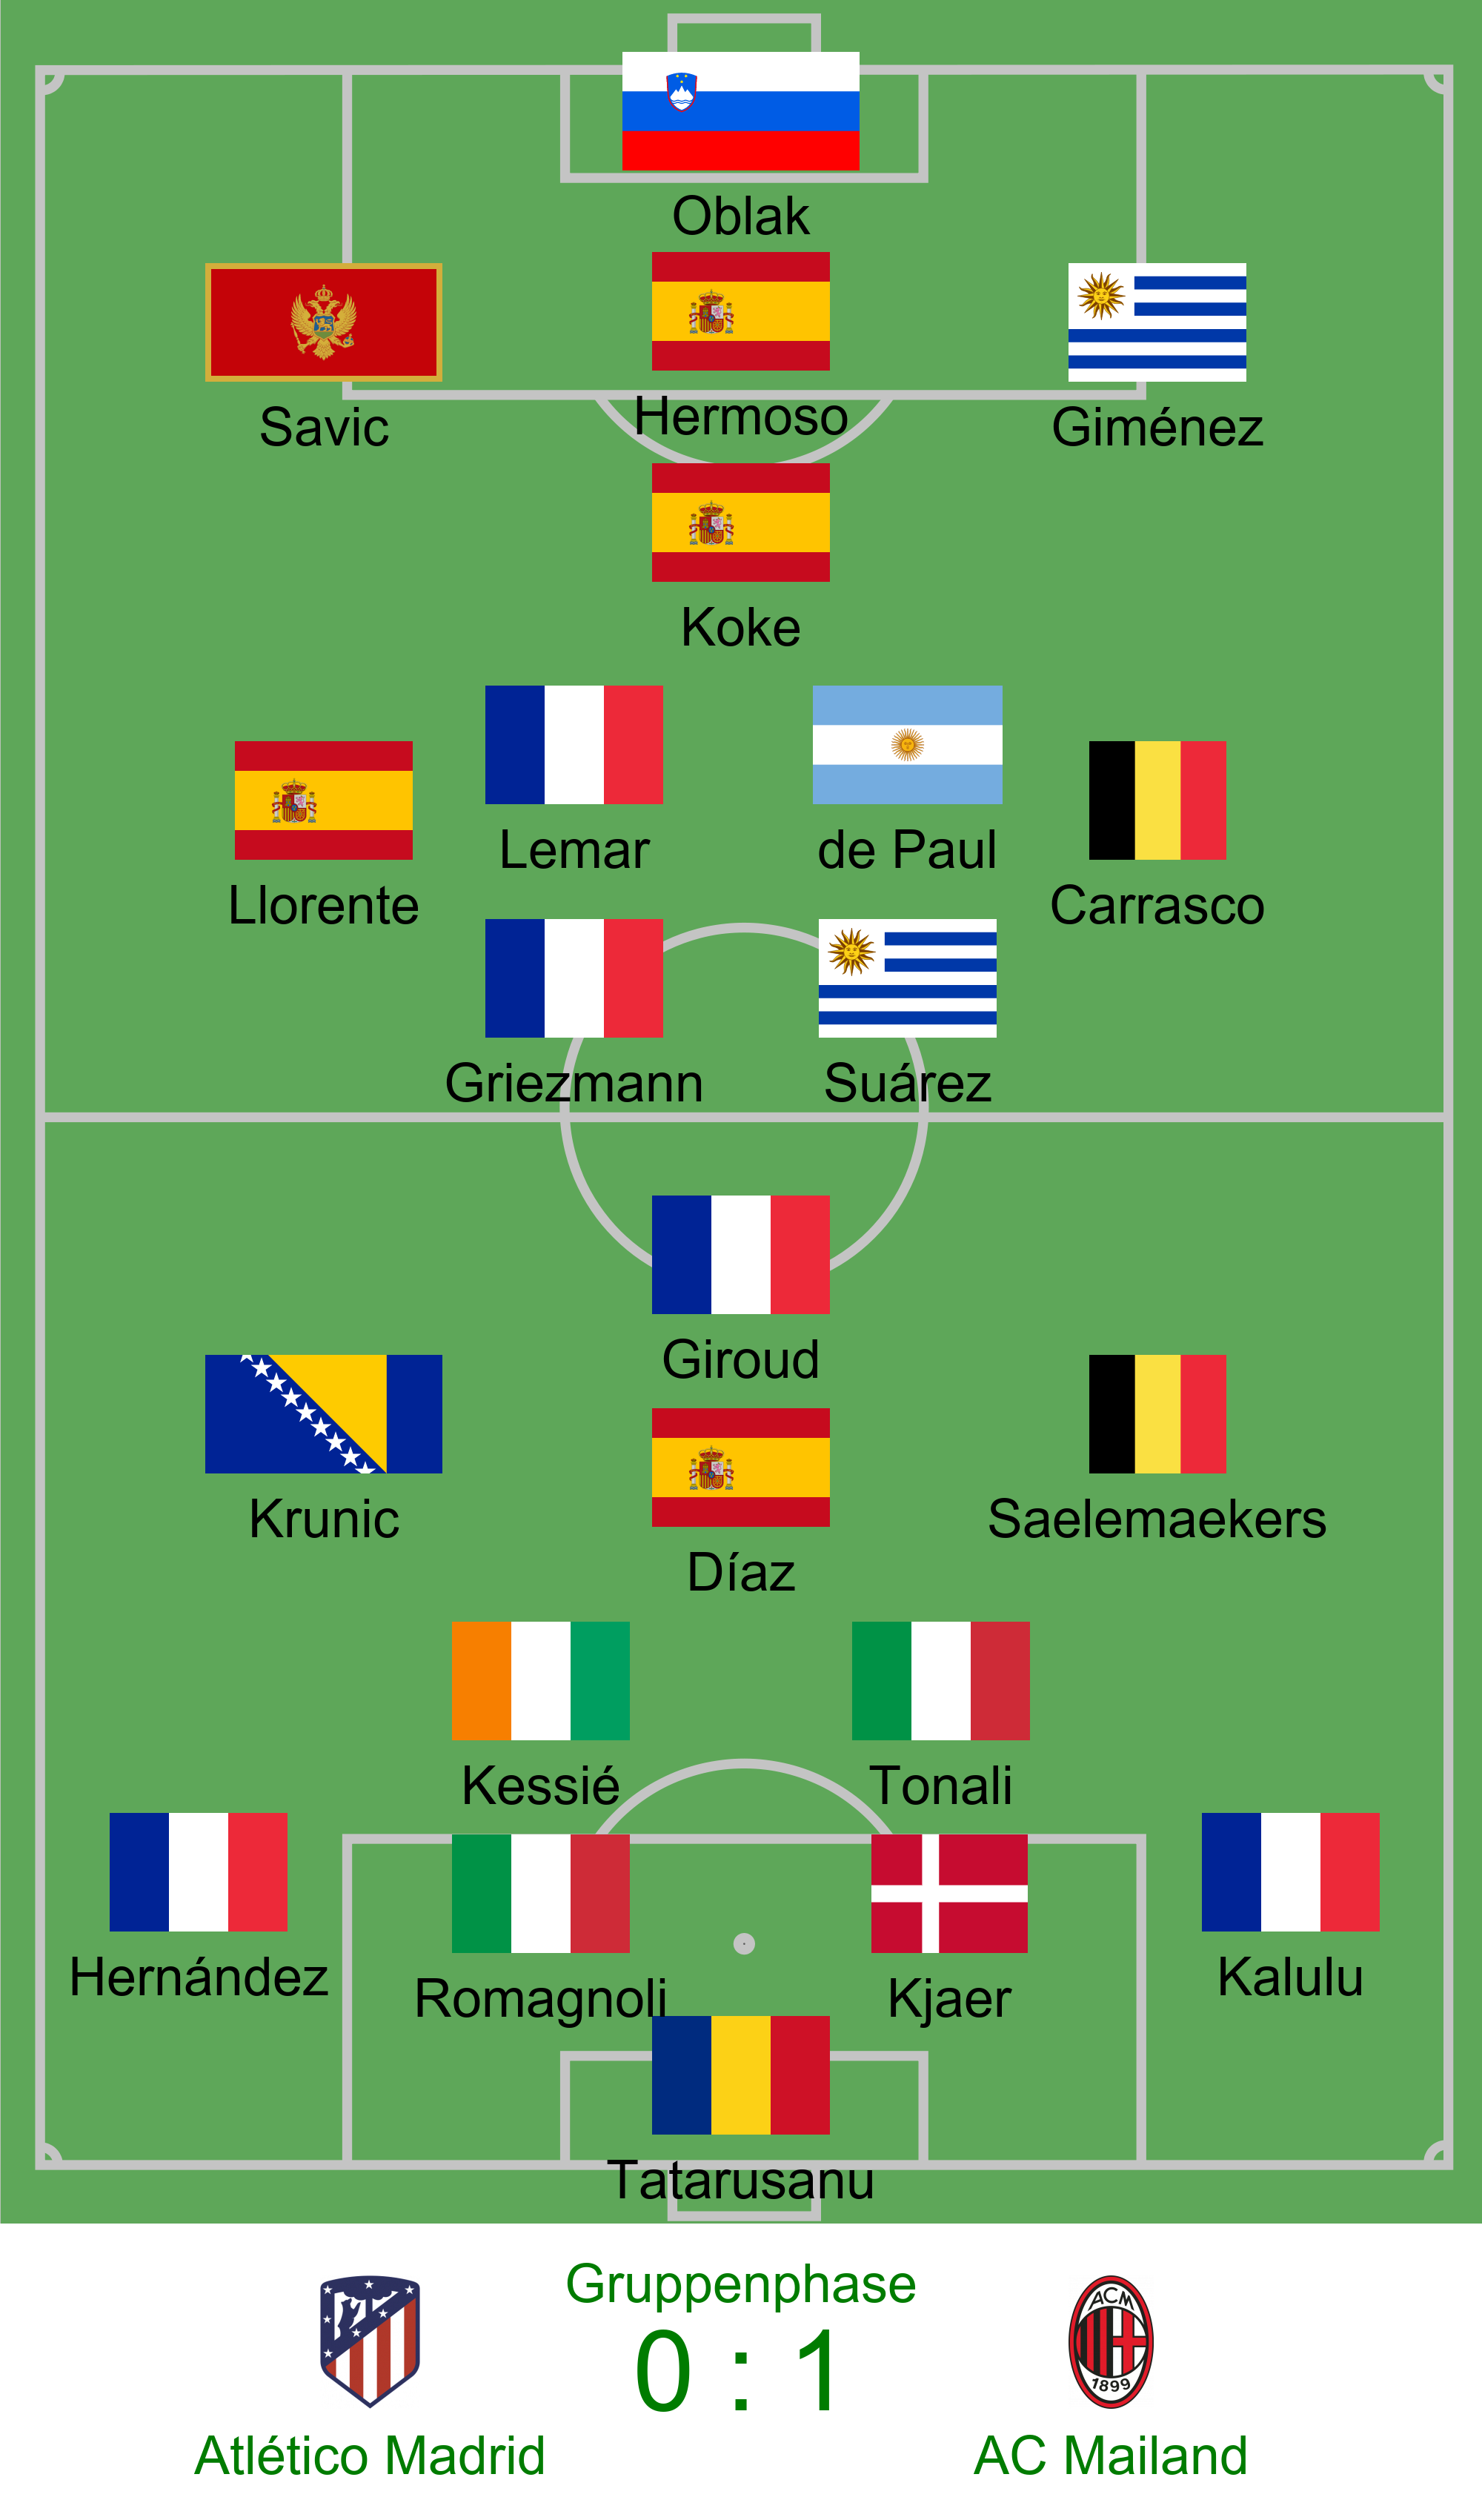 Oblak
Savic
Hermoso
Giménez
Koke
Lemar
de Paul
Llorente
Carrasco
Griezmann
Suárez
Giroud
Krunic
Saelemaekers
Díaz
Kessié
Tonali
Hernández
Kalulu
Romagnoli
Kjaer
Tatarusanu
Gruppenphase
0 : 1
ACM
1899
Atlético Madrid
AC Mailand